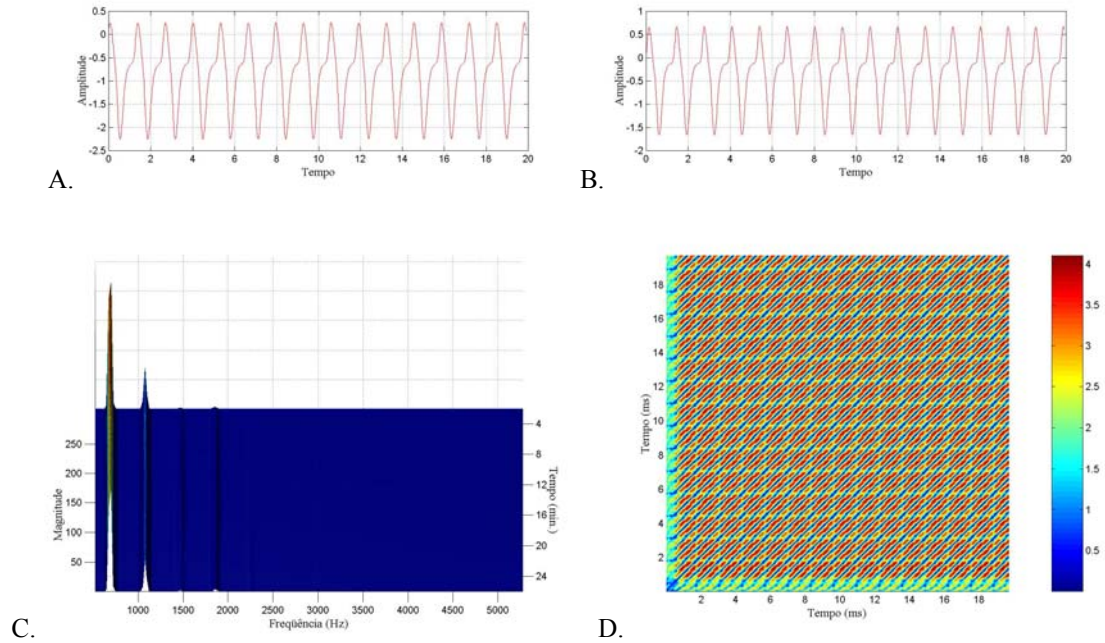 0.5
0
-0.5
-1
-1.5
-2
-2.5
0 2 4 6 8 10 12 14 16 18 20
Amplitude
Tempo
A.
1
0.5
0
-0.5
-1
-1.5
-2
0 2 4 6 8 10 12 14 16 18 20
Amplitude
Tempo
B.
250
200
150
100
50
Magnitude
4
8
12
16
20
24
Tempo (min.)
1000 1500 2000 2500 3000 3500 4000 4500 5000
Freqüência (Hz)
C.
18
16
14
12
10
8
6
4
2
Tempo (ms)
2 4 6 8 10 12 14 16 18
Tempo (ms)
4
3.5
3
2.5
2
1.5
1
0.5
D.